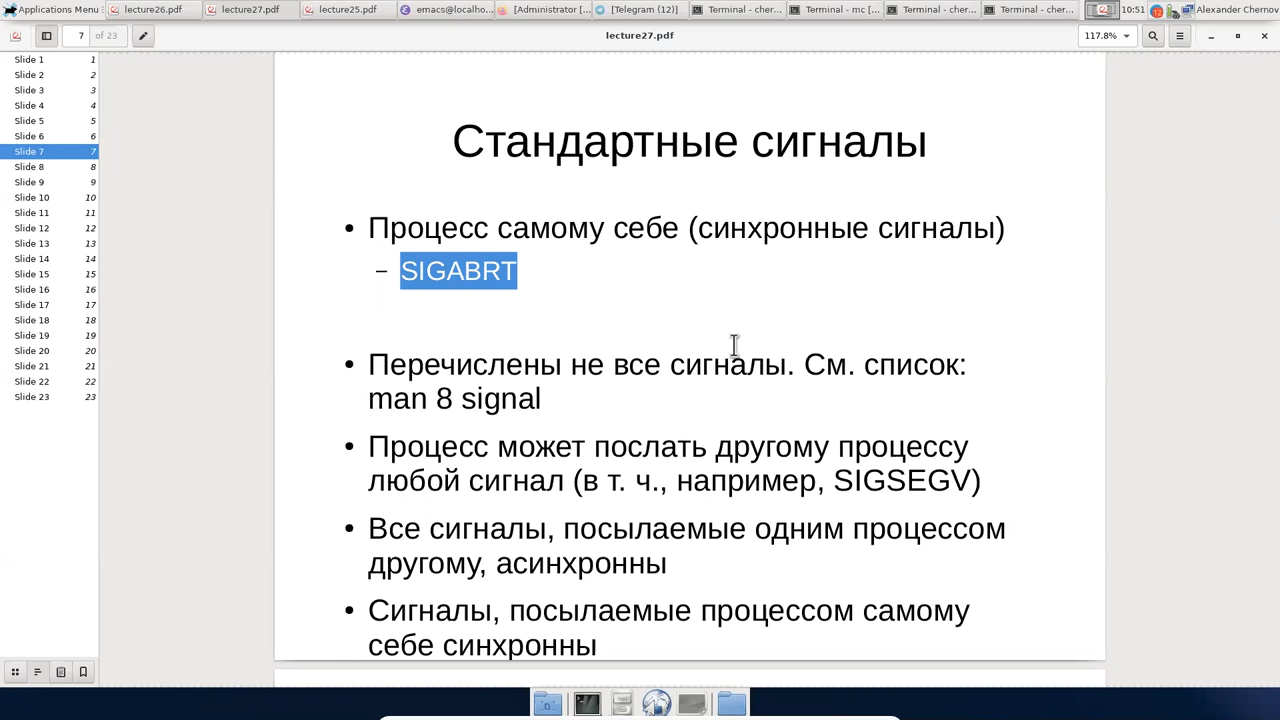 Applications Menu
lecture26.pdf
lecture27.pdf
lecture25.pdf
emacs@localho...
[Administrator [...
[Telegram (12)]
Terminal - cher...
Terminal - mc [...
Terminal - cher...
Terminal - cher...
10:51
12
Alexander Chernov
7 of 23
lecture27.pdf
117.8%
Slide 1 1
Slide 2 2
Slide 3 3
Slide 4 4
Slide 5 5
Slide 6 6
Slide 7 7
Slide 8 8
Slide 9 9
Slide 10 10
Slide 11 11
Slide 12 12
Slide 13 13
Slide 14 14
Slide 15 15
Slide 16 16
Slide 17 17
Slide 18 18
Slide 19 19
Slide 20 20
Slide 21 21
Slide 22 22
Slide 23 23
Стандартные сигналы
• Процесс самому себе (синхронные сигналы)
– SIGABRT
• Перечислены не все сигналы. См. список:
man 8 signal
• Процесс может послать другому процессу
любой сигнал (в т. ч., например, SIGSEGV)
• Все сигналы, посылаемые одним процессом
другому, асинхронны
• Сигналы, посылаемые процессом самому
себе синхронны